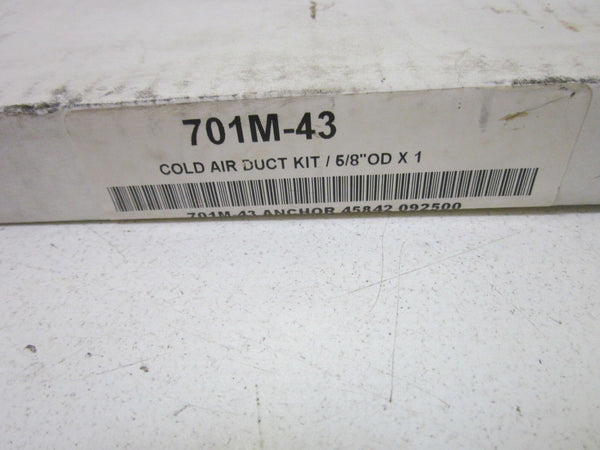 701M-43
COLD AIR DUCT KIT / 5/8"OD X 1
701M-43 ANCHOR 45842 092500